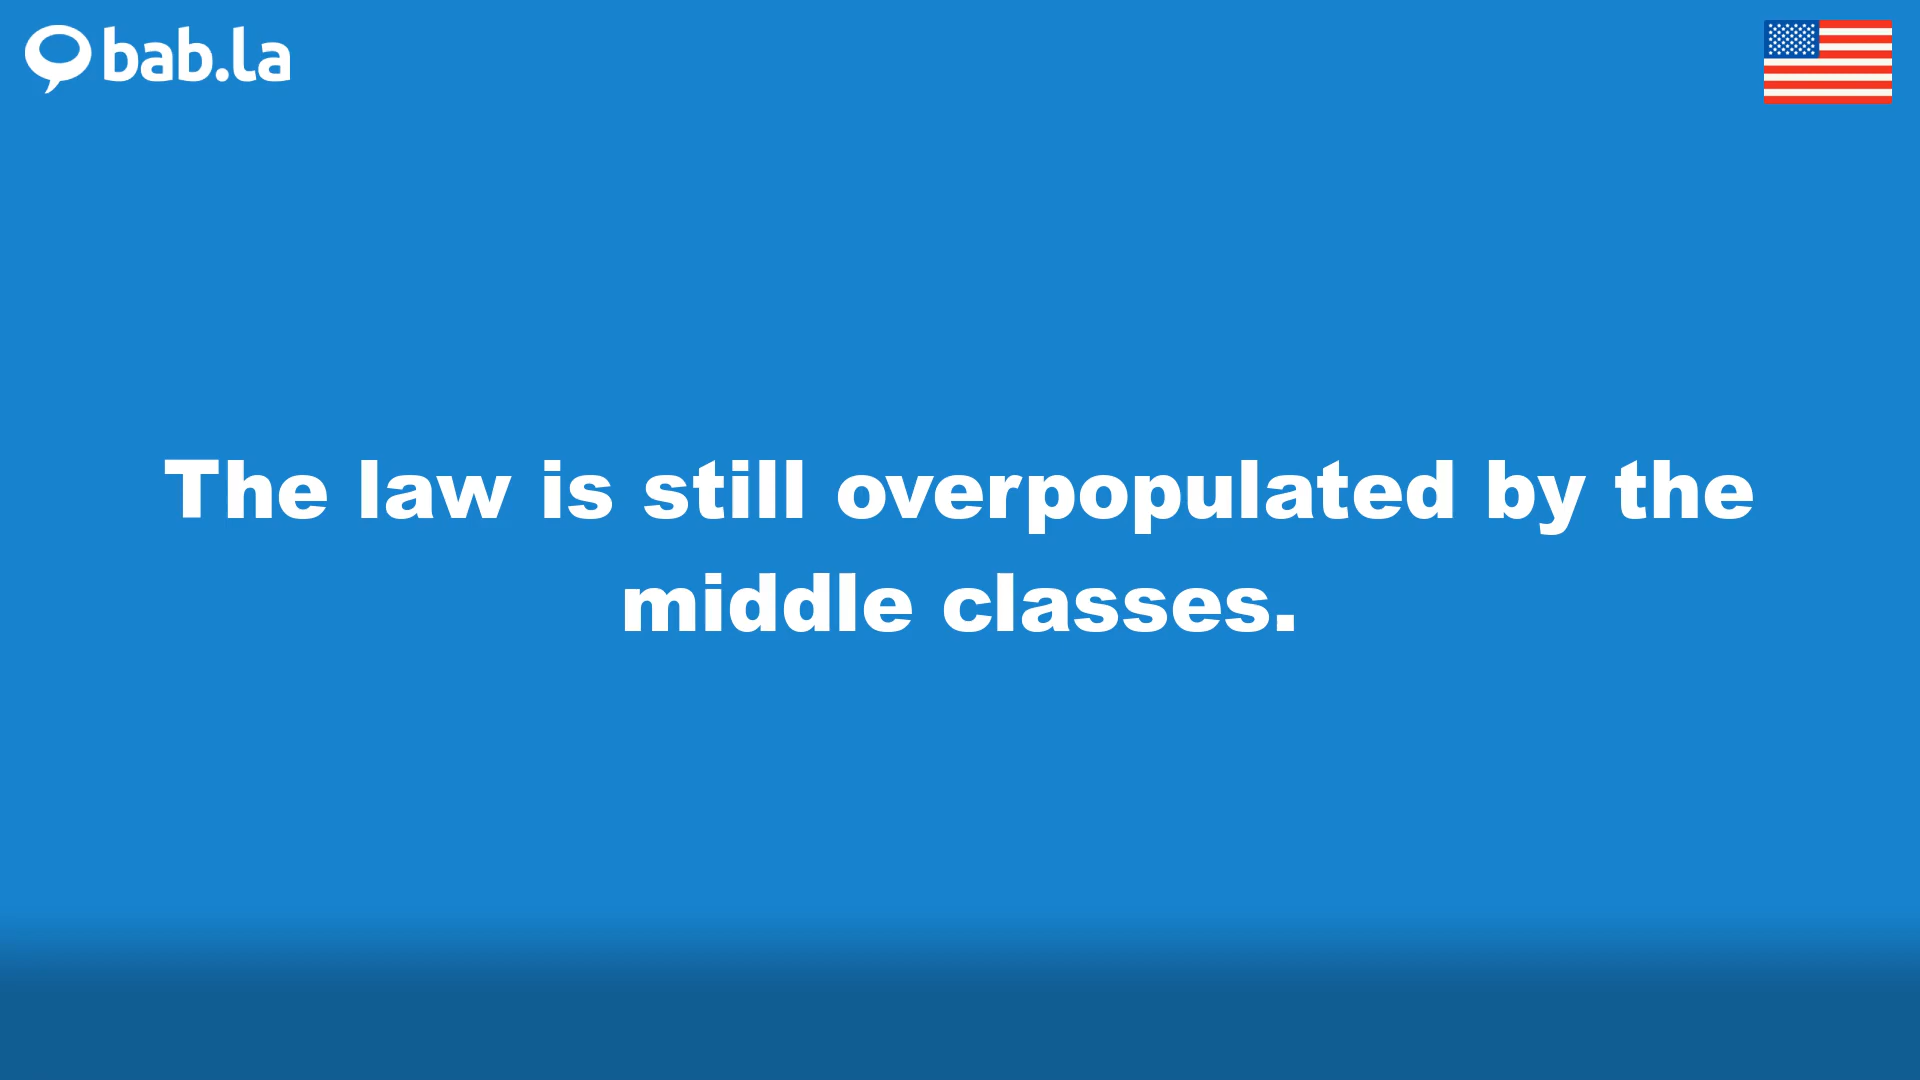 bab.la
The law is still overpopulated by the
middle classes.